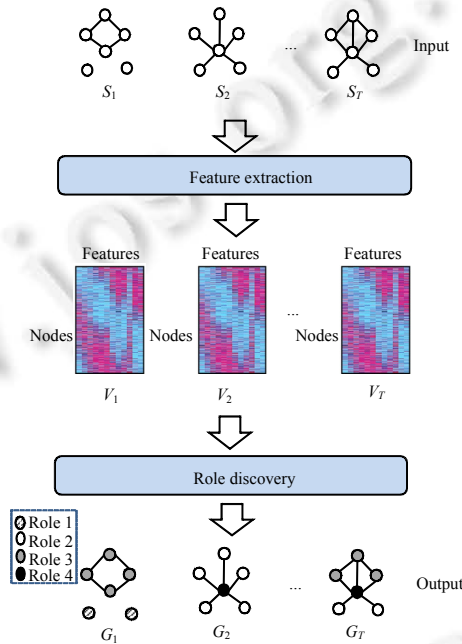 ... Input
S1 S2 ST
Feature extraction
Features Features Features
...
Nodes Nodes Nodes
V1 V2 VT
Role discovery
Role 1
Role 2
Role 3
Role 4
... Output
G1 G2 GT